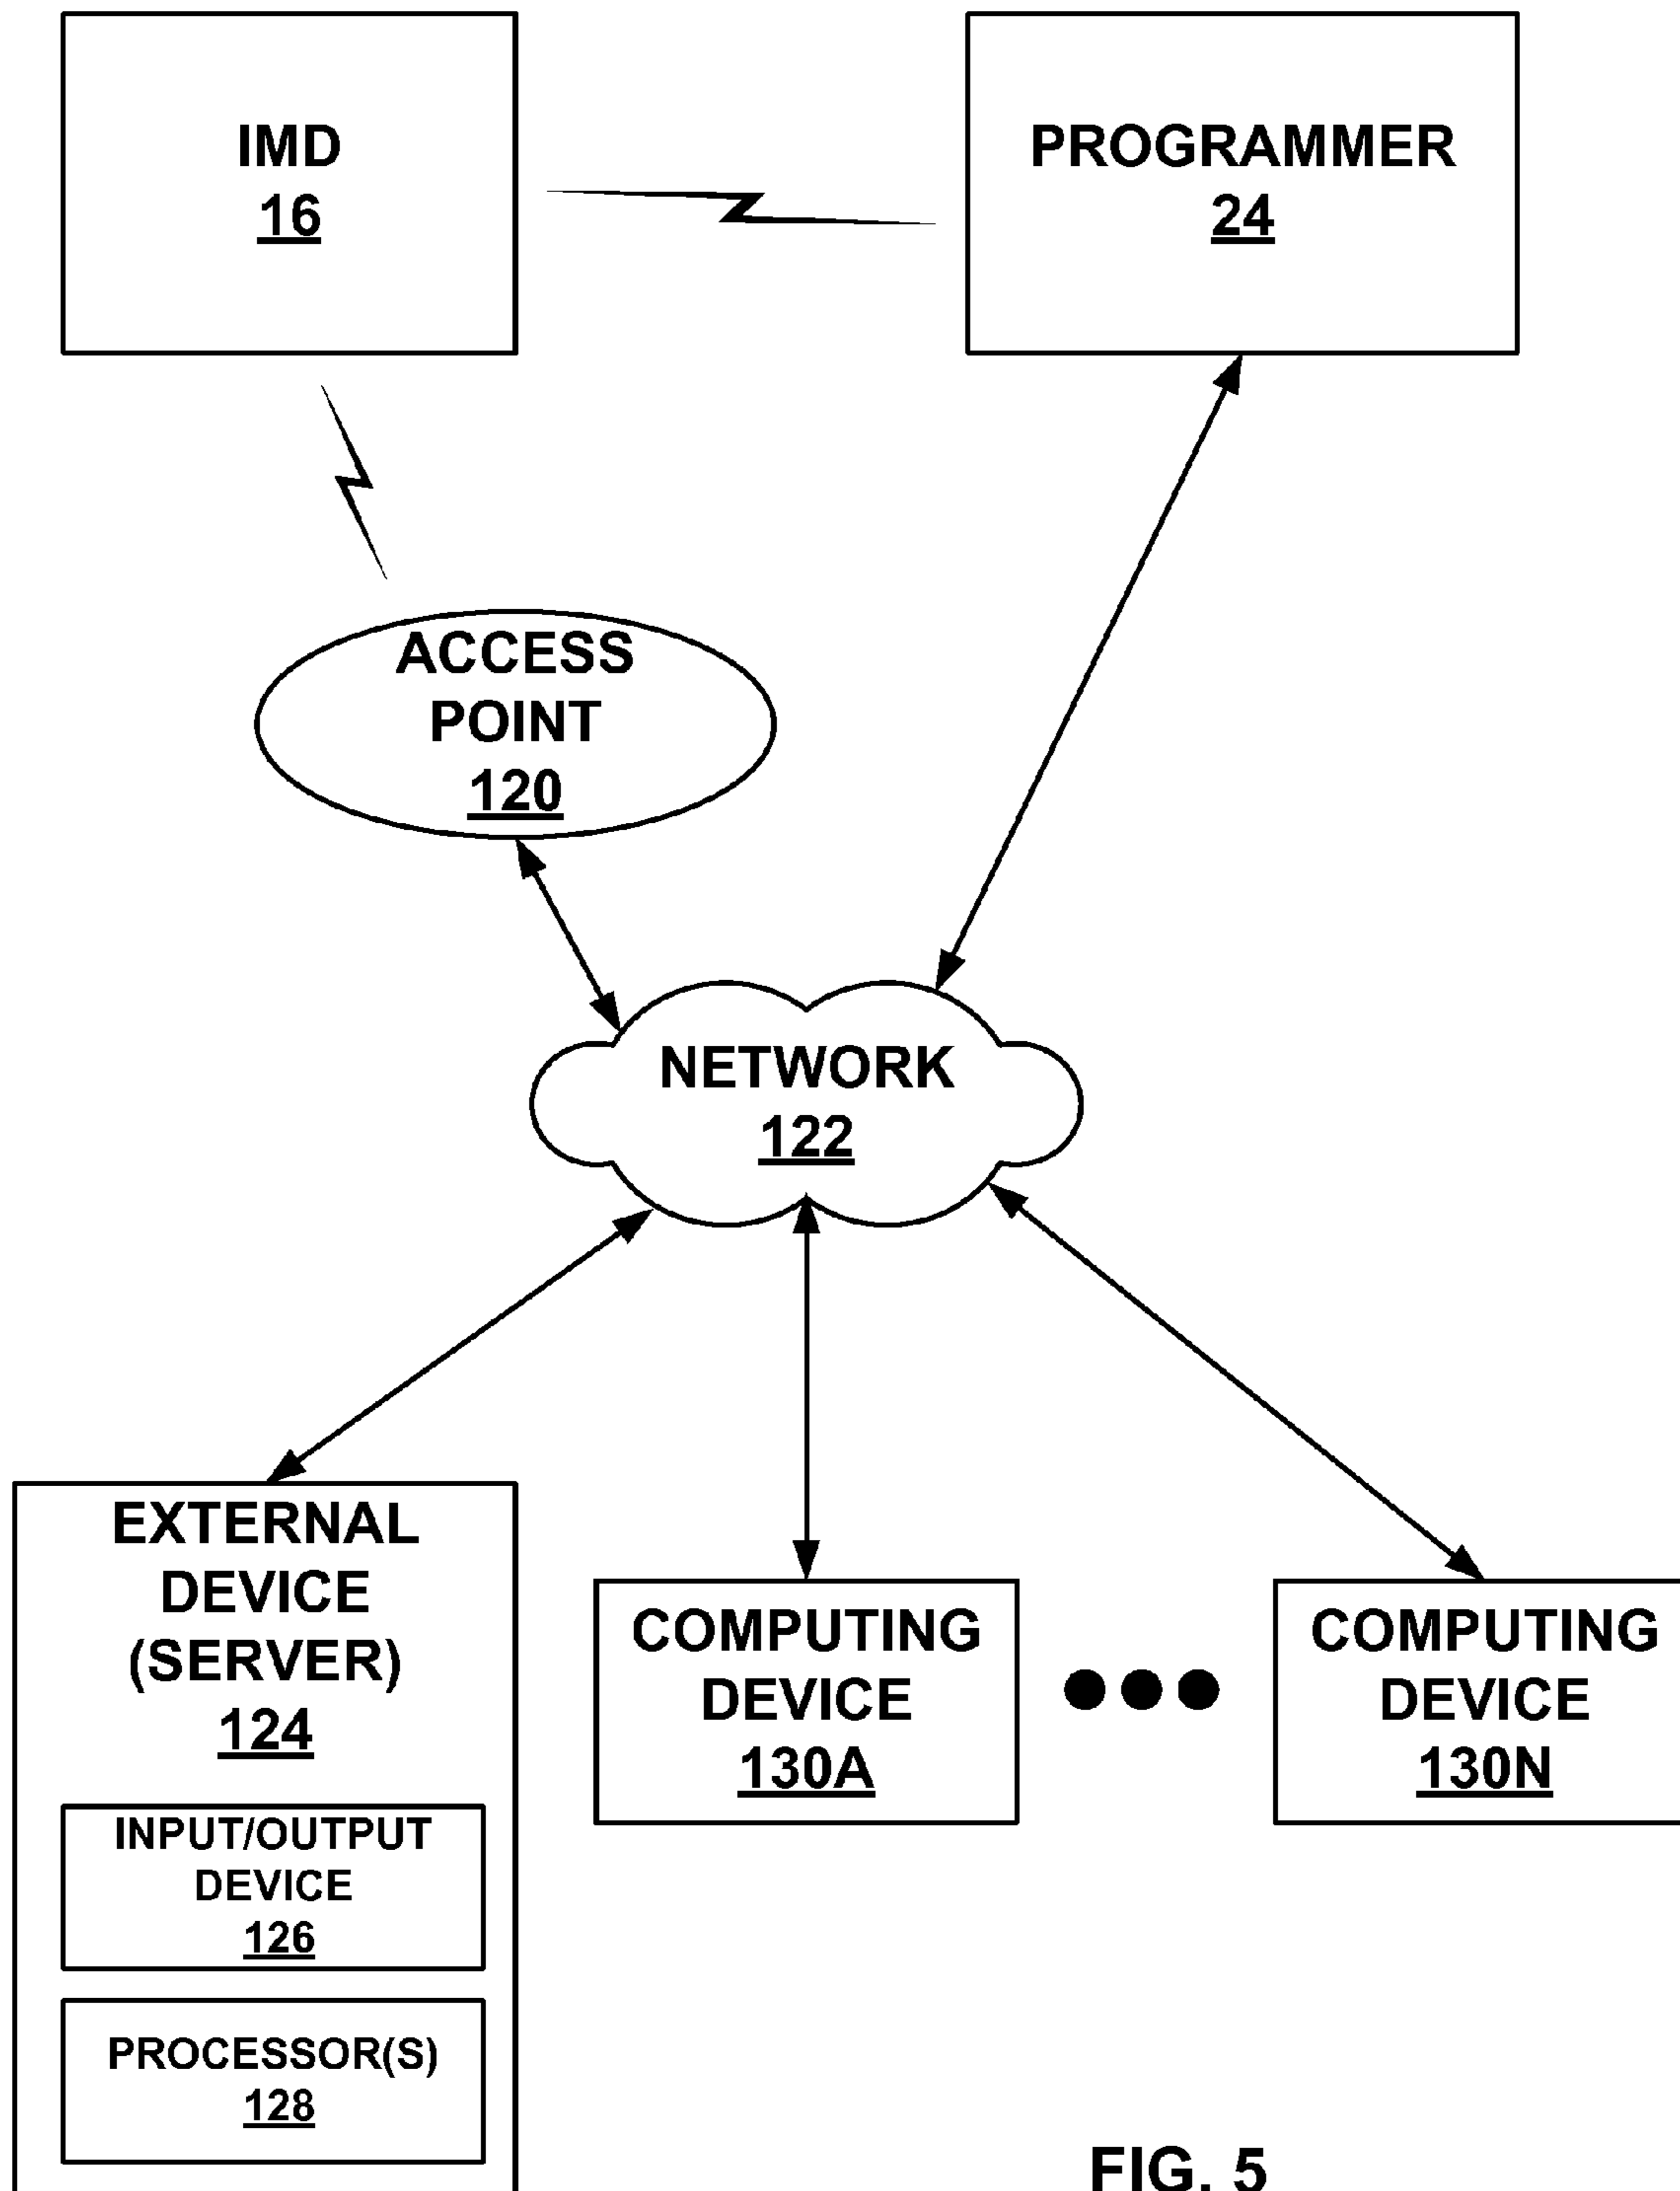 IMD
16
PROGRAMMER
24
ACCESS
POINT
120
NETWORK
122
EXTERNAL
DEVICE
(SERVER)
124
INPUT/OUTPUT
DEVICE
126
PROCESSOR(S)
128
COMPUTING
DEVICE
130A
COMPUTING
DEVICE
130N
FIG. 5